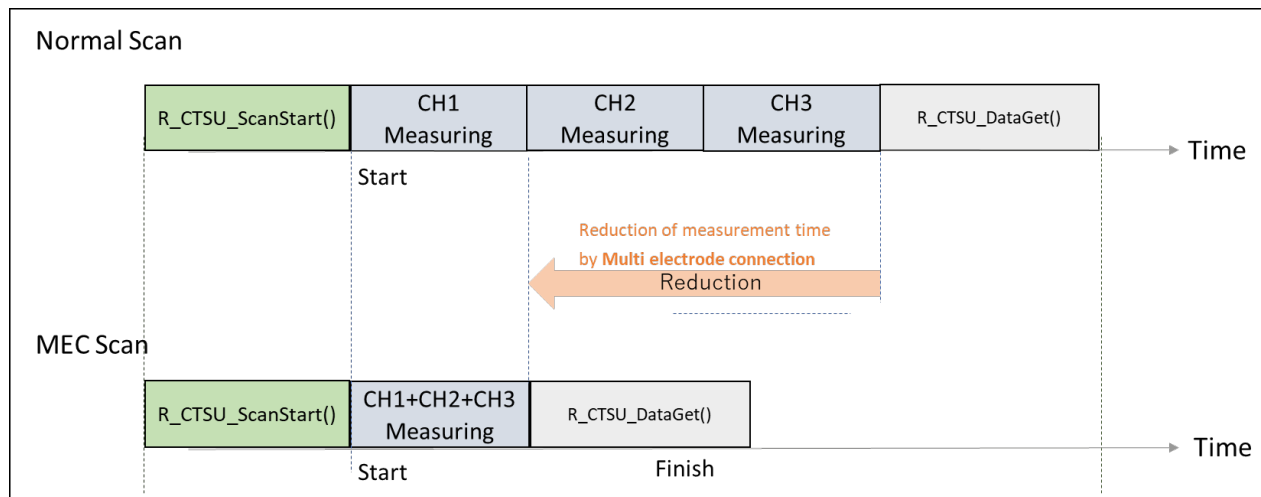 Normal Scan
R_CTSU_ScanStart()
CH1
Measuring
CH2
Measuring
CH3
Measuring
R_CTSU_DataGet()
Time
Start
Reduction of measurement time
by Multi electrode connection
Reduction
MEC Scan
R_CTSU_ScanStart()
CH1+CH2+CH3
Measuring
R_CTSU_DataGet()
Time
Start
Finish